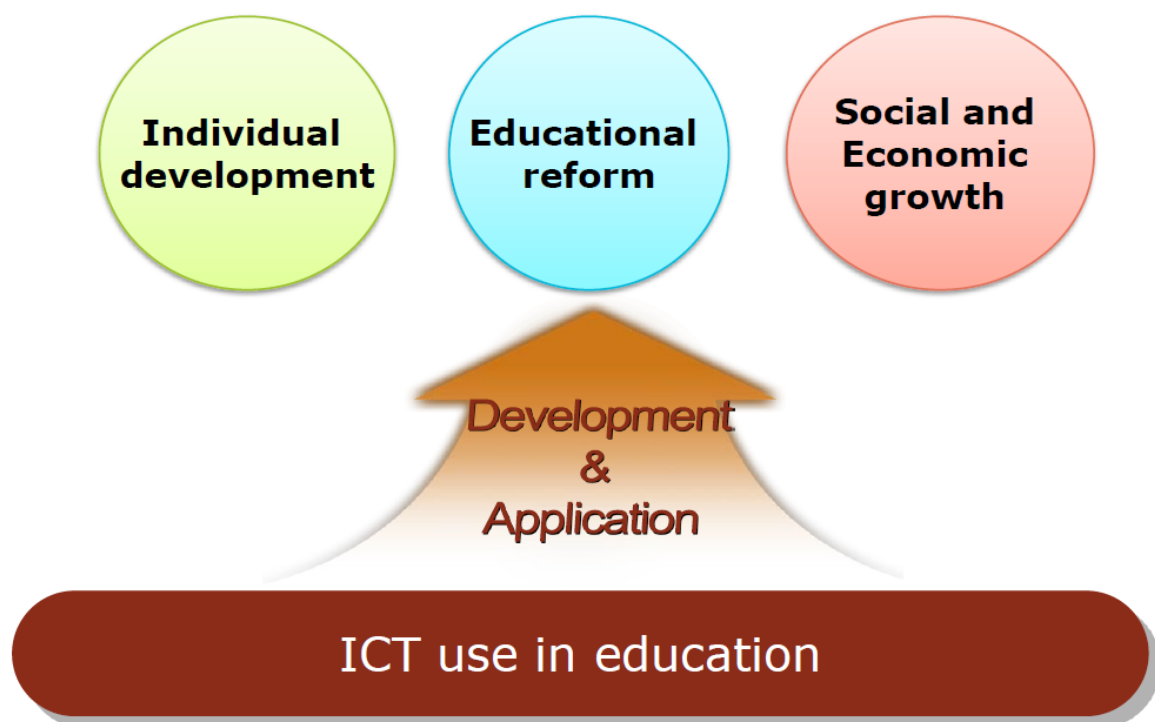 Individual
development
Educational
reform
Social and
Economic
growth
Development
&
Application
ICT use in education